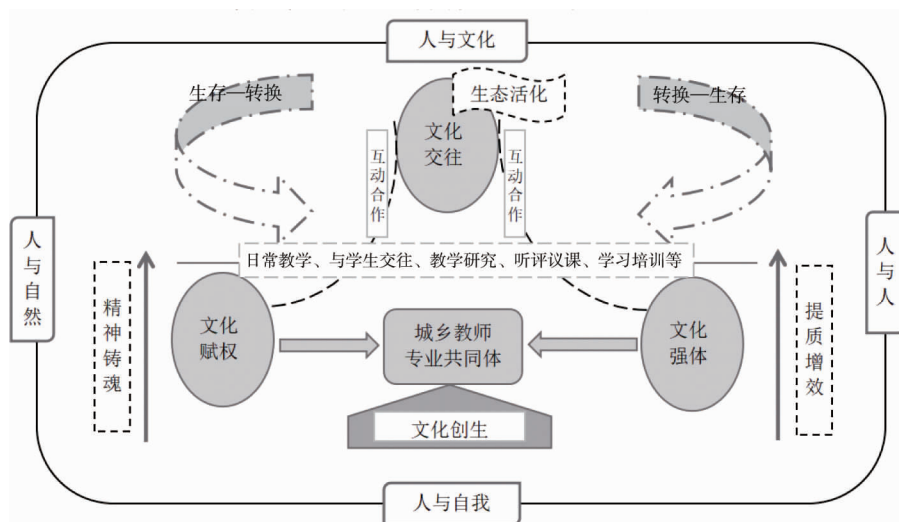 人与文化
生存—转换
生态活化
转换—生存
文化
交往
互动合作
互动合作
人与自然
人与人
日常教学、与学生交往、教学研究、听评议课、学习培训等
精神铸魂
文化
赋权
城乡教师
专业共同体
文化
强体
提质增效
文化创生
人与自我